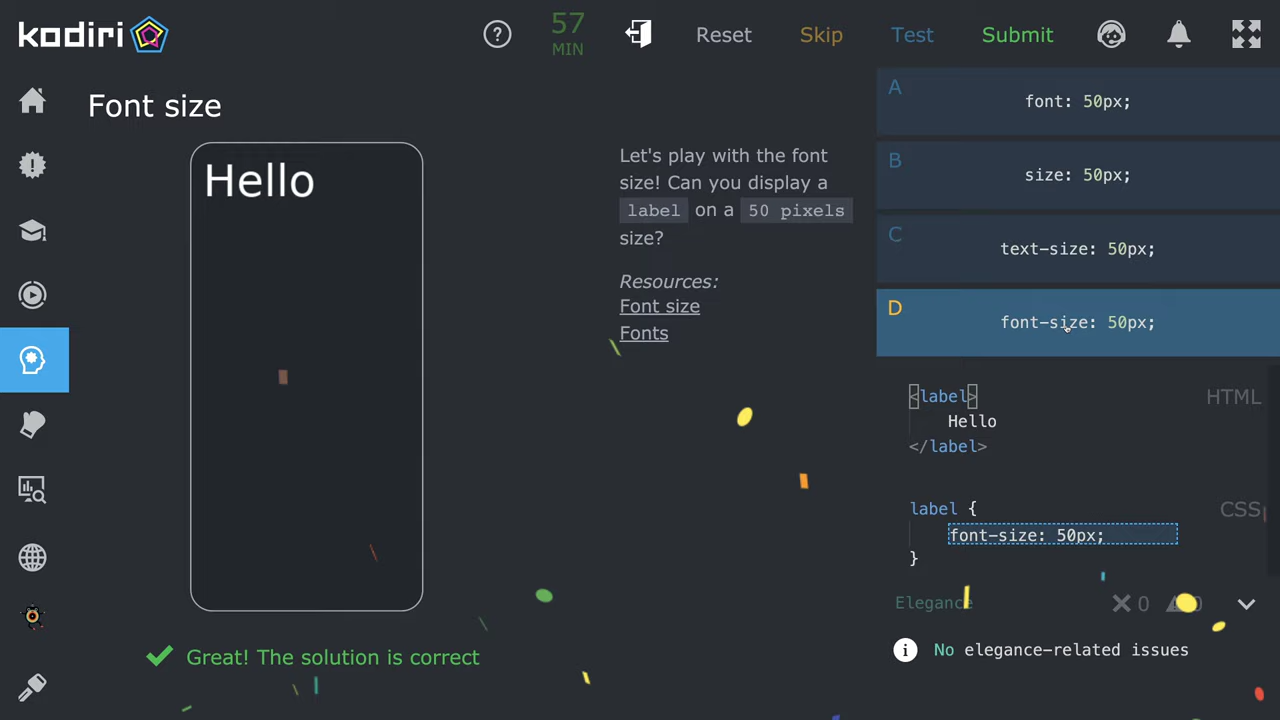 kodiri
?
57
MIN
Reset
Skip
Test
Submit
Font size
Hello
Let's play with the font
size! Can you display a
label on a 50 pixels
size?
Resources:
Font size
Fonts
A
font: 50px;
B
size: 50px;
C
text-size: 50px;
D
font-size: 50px;
<label>
HTML
Hello
</label>
label {
CSS
font-size: 50px;
}
Elegance
0
0
No elegance-related issues
Great! The solution is correct